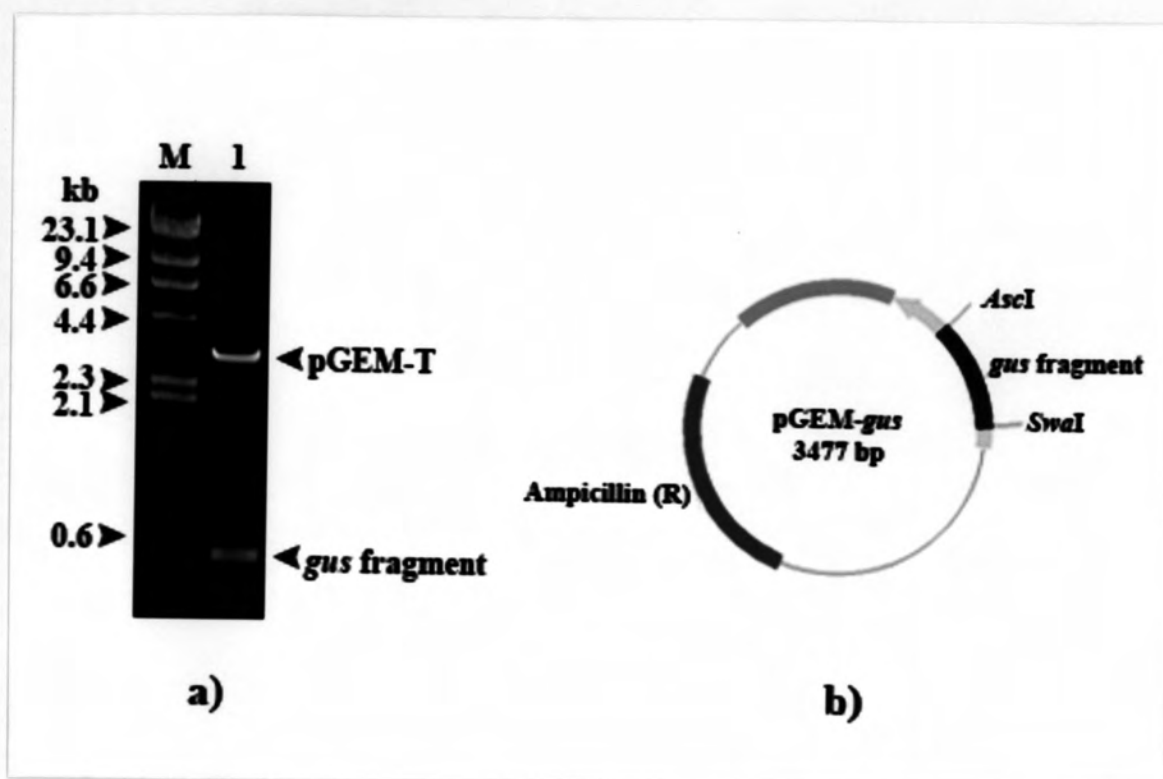 M 1
kb
23.1
9.4
6.6
4.4
2.3
2.1
0.6
pGEM-T
gus fragment
a)
AscI
gus fragment
SwaI
pGEM-gus
3477 bp
Ampicillin (R)
b)